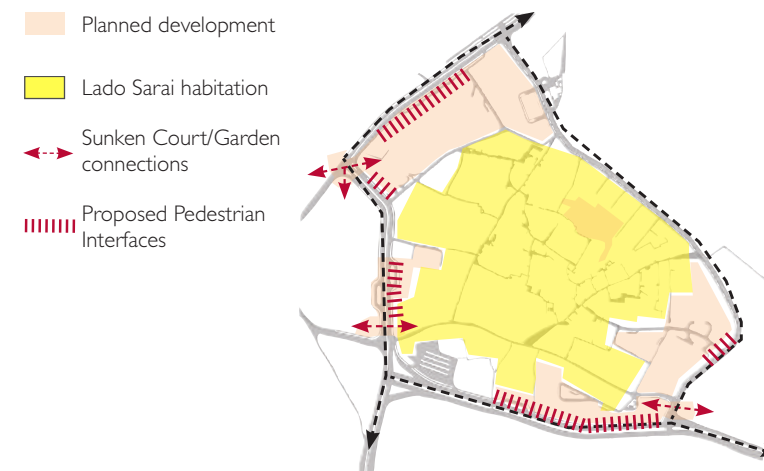 Planned development
Lado Sarai habitation
Sunken Court/Garden
connections
Proposed Pedestrian
Interfaces